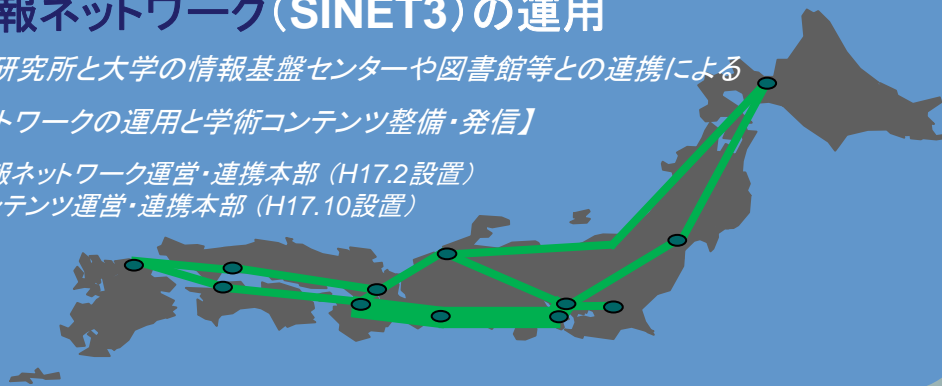 報ネットワーク(SINET3)の運用
研究所と大学の情報基盤センターや図書館等との連携による
トワークの運用と学術コンテンツ整備・発信】
報ネットワーク運営・連携本部（H17.2設置）
ンテンツ運営・連携本部（H17.10設置）